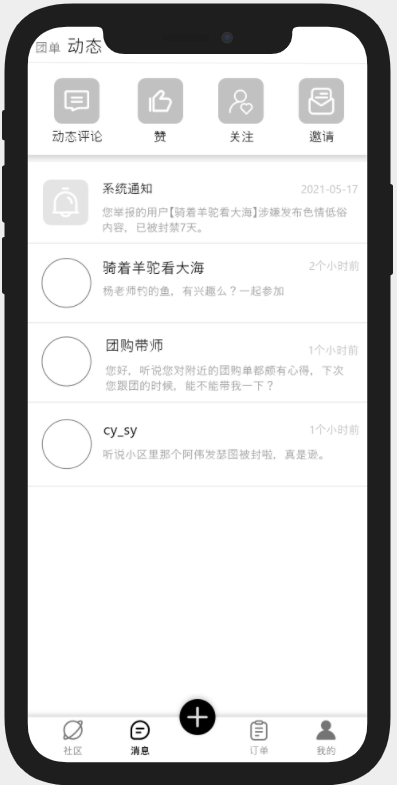 团单 动态
动态评论 赞 关注 邀请
系统通知 2021-05-17
您举报的用户【骑着羊驼看大海】涉嫌发布色情低俗
内容，已被封禁7天。
骑着羊驼看大海 2个小时前
杨老师钓的鱼，有兴趣么？一起参加
团购带师 1个小时前
您好，听说您对附近的团购单都颇有心得，下次
您跟团的时候，能不能带我一下？
cy_sy 1个小时前
听说小区里那个阿伟发瑟图被封啦，真是逊。
社区 消息 订单 我的